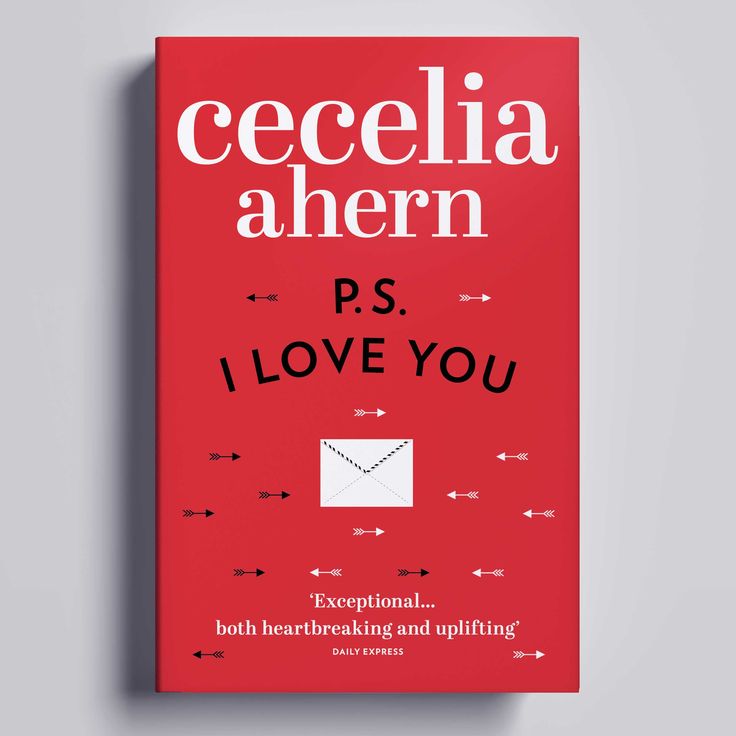 cecelia
ahern
P. S.
I LOVE YOU
‘Exceptional...
both heartbreaking and uplifting’
DAILY EXPRESS